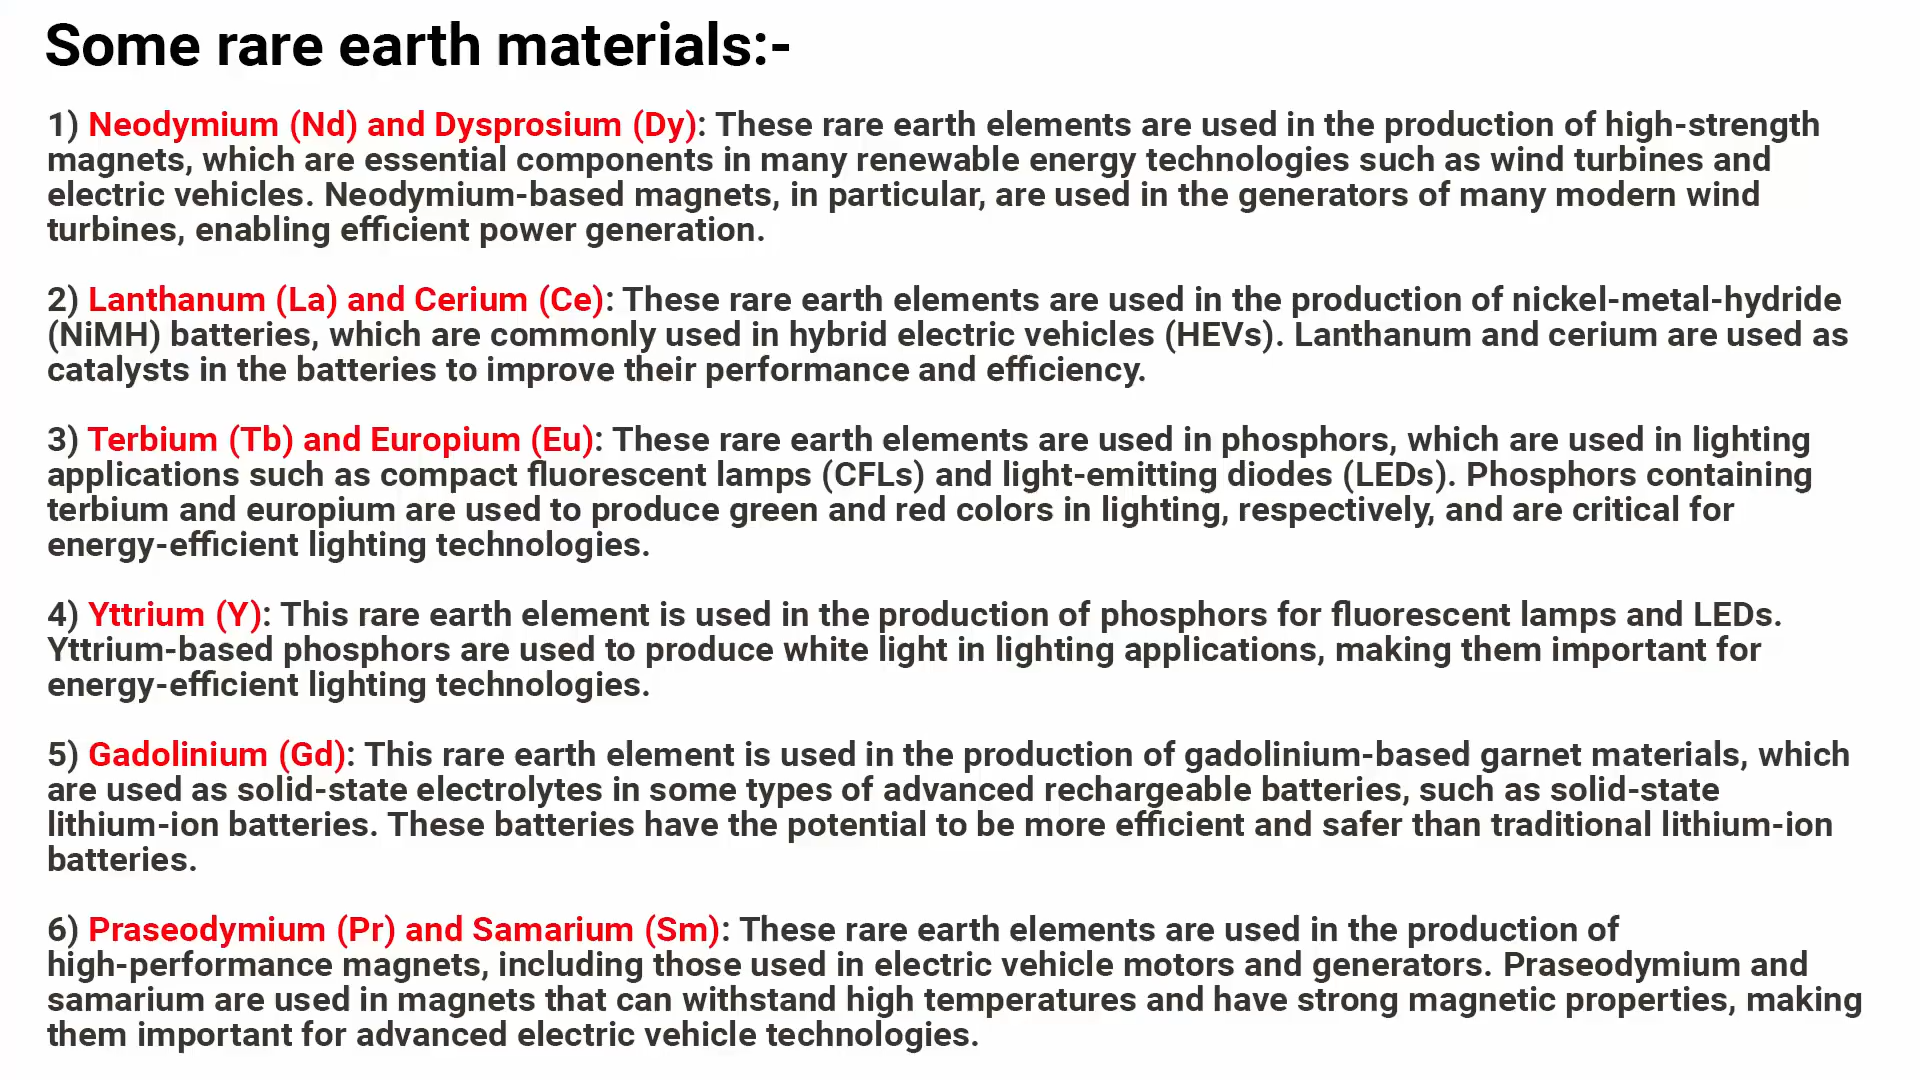 Some rare earth materials:-
1) Neodymium (Nd) and Dysprosium (Dy): These rare earth elements are used in the production of high-strength
magnets, which are essential components in many renewable energy technologies such as wind turbines and
electric vehicles. Neodymium-based magnets, in particular, are used in the generators of many modern wind
turbines, enabling efficient power generation.
2) Lanthanum (La) and Cerium (Ce): These rare earth elements are used in the production of nickel-metal-hydride
(NiMH) batteries, which are commonly used in hybrid electric vehicles (HEVs). Lanthanum and cerium are used as
catalysts in the batteries to improve their performance and efficiency.
3) Terbium (Tb) and Europium (Eu): These rare earth elements are used in phosphors, which are used in lighting
applications such as compact fluorescent lamps (CFLs) and light-emitting diodes (LEDs). Phosphors containing
terbium and europium are used to produce green and red colors in lighting, respectively, and are critical for
energy-efficient lighting technologies.
4) Yttrium (Y): This rare earth element is used in the production of phosphors for fluorescent lamps and LEDs.
Yttrium-based phosphors are used to produce white light in lighting applications, making them important for
energy-efficient lighting technologies.
5) Gadolinium (Gd): This rare earth element is used in the production of gadolinium-based garnet materials, which
are used as solid-state electrolytes in some types of advanced rechargeable batteries, such as solid-state
lithium-ion batteries. These batteries have the potential to be more efficient and safer than traditional lithium-ion
batteries.
6) Praseodymium (Pr) and Samarium (Sm): These rare earth elements are used in the production of
high-performance magnets, including those used in electric vehicle motors and generators. Praseodymium and
samarium are used in magnets that can withstand high temperatures and have strong magnetic properties, making
them important for advanced electric vehicle technologies.